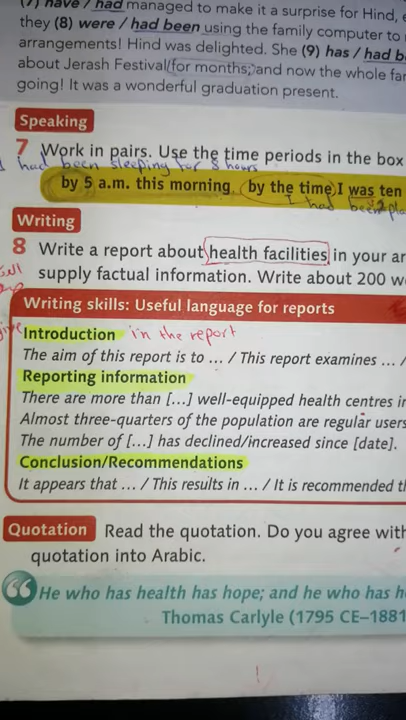 (7) have / had managed to make it a surprise for Hind,
they (8) were / had been using the family computer to
arrangements! Hind was delighted. She (9) has / had b
about Jerash Festival for months, and now the whole fa
going! It was a wonderful graduation present.
Speaking
7 Work in pairs. Use the time periods in the box
had been sleeping for 8 hours
by 5 a.m. this morning by the time I was ten
I had been pla
Writing
8 Write a report about health facilities in your ar
supply factual information. Write about 200 w
Writing skills: Useful language for reports
Introduction in the report
The aim of this report is to ... / This report examines ... /
Reporting information
There are more than [...] well-equipped health centres in
Almost three-quarters of the population are regular users
The number of [...] has declined/increased since [date].
Conclusion/Recommendations
It appears that ... / This results in ... / It is recommended th
Quotation Read the quotation. Do you agree with
quotation into Arabic.
He who has health has hope; and he who has h
Thomas Carlyle (1795 CE–1881